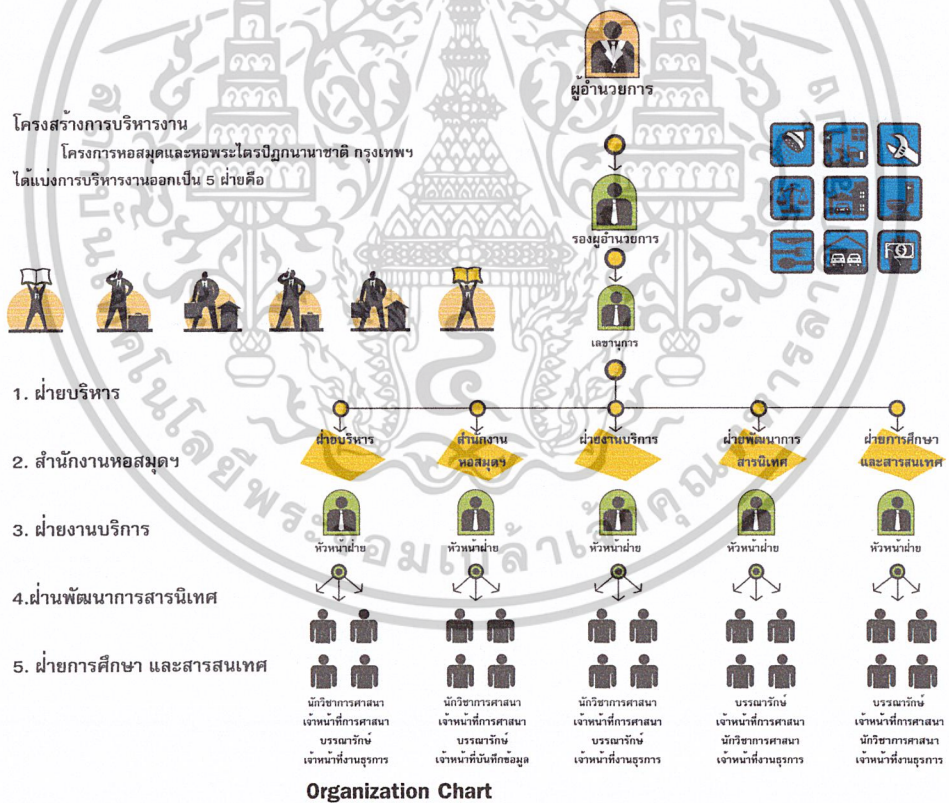 ผู้อำนวยการ
โครงสร้างการบริหารงาน
โครงการหอสมุดและหอพระไตรปิฎกนานาชาติ กรุงเทพฯ
ได้แบ่งการบริหารงานออกเป็น 5 ฝ่ายคือ
รองผู้อำนวยการ
เลขานุการ
1. ฝ่ายบริหาร
2. สำนักงานหอสมุดฯ
3. ฝ่ายงานบริการ
4.ฝ่านพัฒนาการสารนิเทศ
5. ฝ่ายการศึกษา และสารสนเทศ
ฝ่ายบริหาร
สำนักงาน
หอสมุดฯ
ฝ่ายงานบริการ
ฝ่ายพัฒนาการ
สารนิเทศ
ฝ่ายการศึกษา
และสารสนเทศ
หัวหน้าฝ่าย
หัวหน้าฝ่าย
หัวหน้าฝ่าย
หัวหน้าฝ่าย
หัวหน้าฝ่าย
นักวิชาการศาสนา
เจ้าหน้าที่การศาสนา
บรรณารักษ์
เจ้าหน้าที่งานธุรการ
นักวิชาการศาสนา
เจ้าหน้าที่การศาสนา
บรรณารักษ์
เจ้าหน้าที่บันทึกข้อมูล
นักวิชาการศาสนา
เจ้าหน้าที่การศาสนา
บรรณารักษ์
เจ้าหน้าที่งานธุรการ
บรรณารักษ์
เจ้าหน้าที่การศาสนา
นักวิชาการศาสนา
เจ้าหน้าที่งานธุรการ
บรรณารักษ์
เจ้าหน้าที่การศาสนา
นักวิชาการศาสนา
เจ้าหน้าที่งานธุรการ
Organization Chart